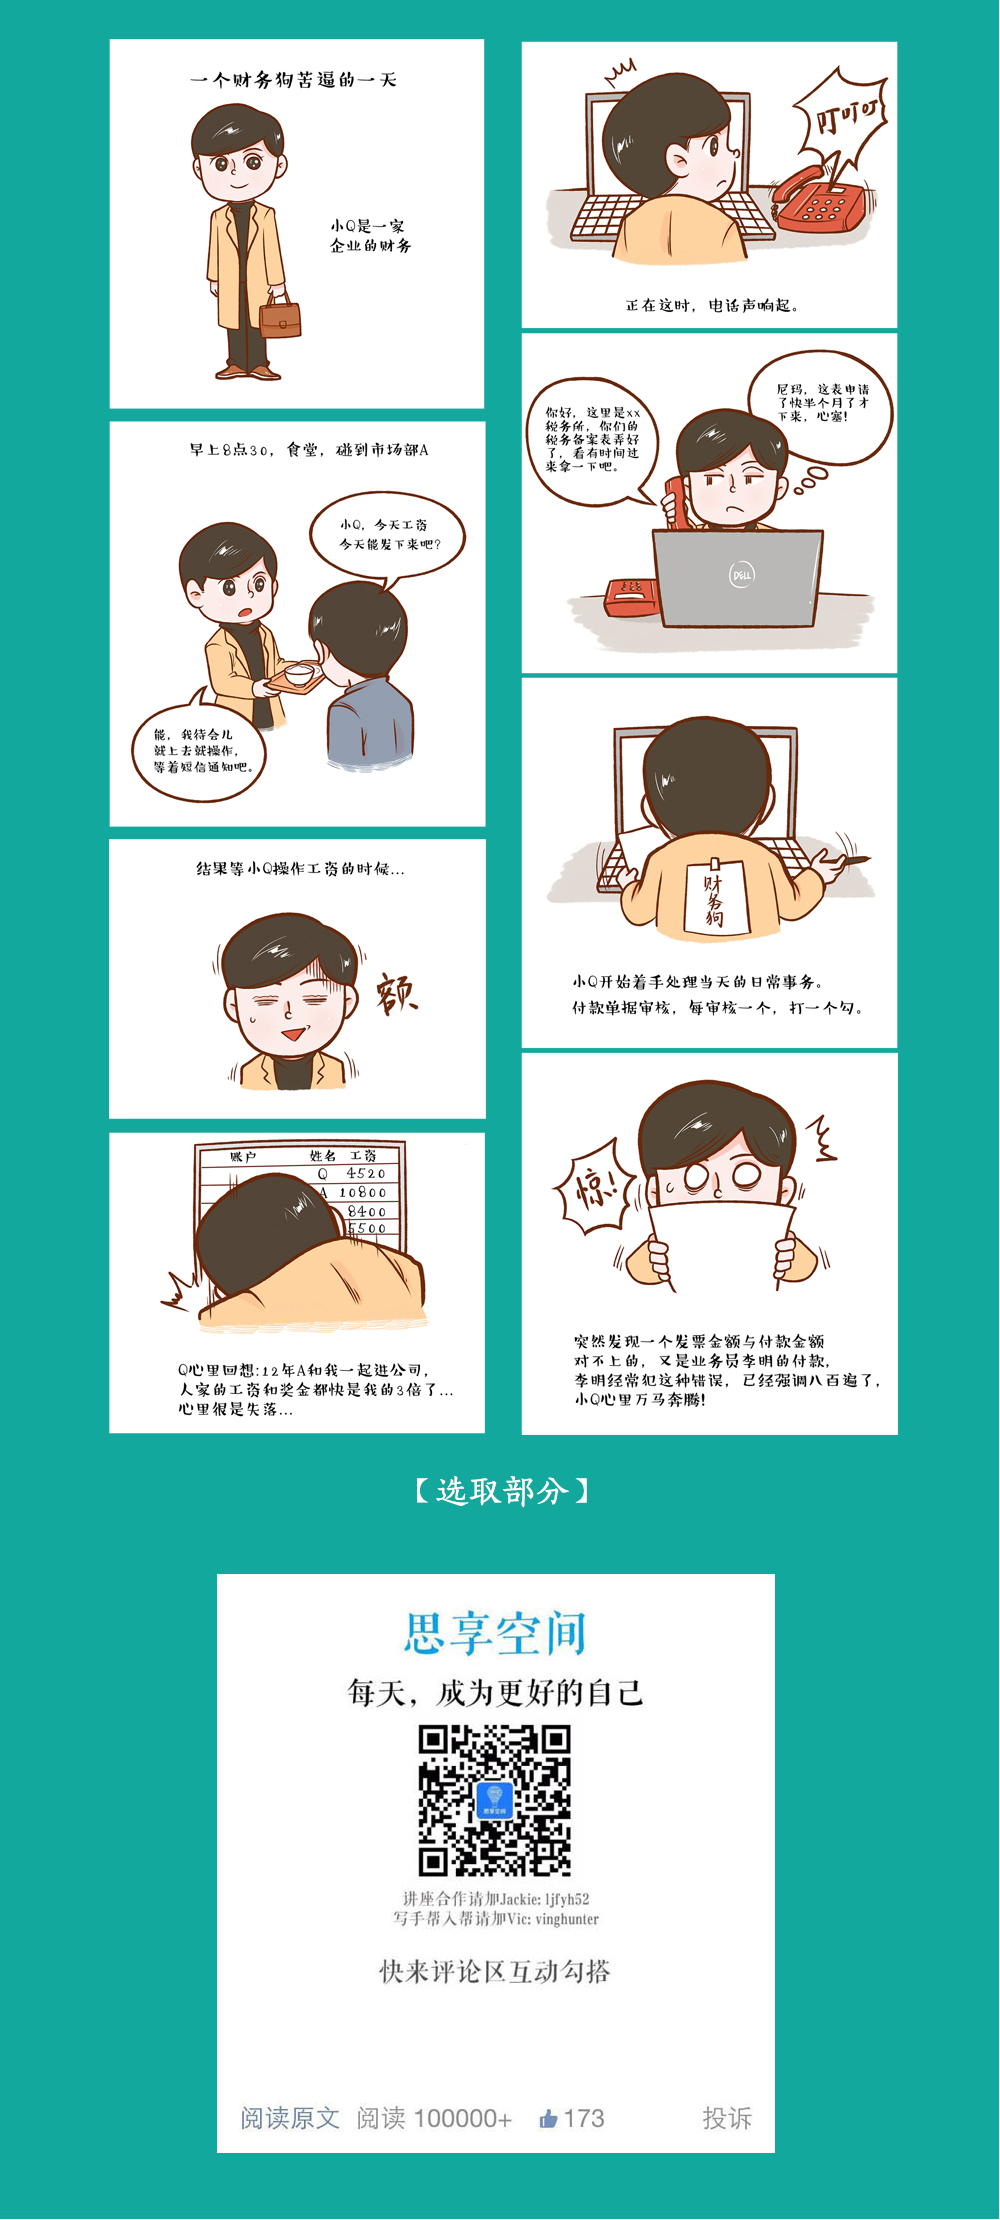 一个财务狗苦逼的一天
小Q是一家
企业的财务
早上8点30，食堂，碰到市场部A
小Q，今天工资
今天能发下来吧？
能，我待会儿
就上去就操作，
等着短信通知吧。
结果等小Q操作工资的时候...
额
账户 姓名 工资
Q 4520
A 10800
8400
5500
Q心里回想:12年A和我一起进公司，
人家的工资和奖金都快是我的3倍了...
心里很是失落...
叮叮叮
正在这时，电话声响起。
你好，这里是xx
税务所，你们的
税务备案表弄好
了，看有时间过
来拿一下吧。
尼玛，这表申请
了快半个月了才
下来，心塞！
DELL
财务狗
小Q开始着手处理当天的日常事务。
付款单据审核，每审核一个，打一个勾。
惊！
突然发现一个发票金额与付款金额
对不上的，又是业务员李明的付款，
李明经常犯这种错误，已经强调八百遍了，
小Q心里万马奔腾！
【选取部分】
思享空间
每天，成为更好的自己
思享空间
讲座合作请加Jackie: ljfyh52
写手帮入帮请加Vic: vinghunter
快来评论区互动勾搭
阅读原文 阅读 100000+ 173 投诉